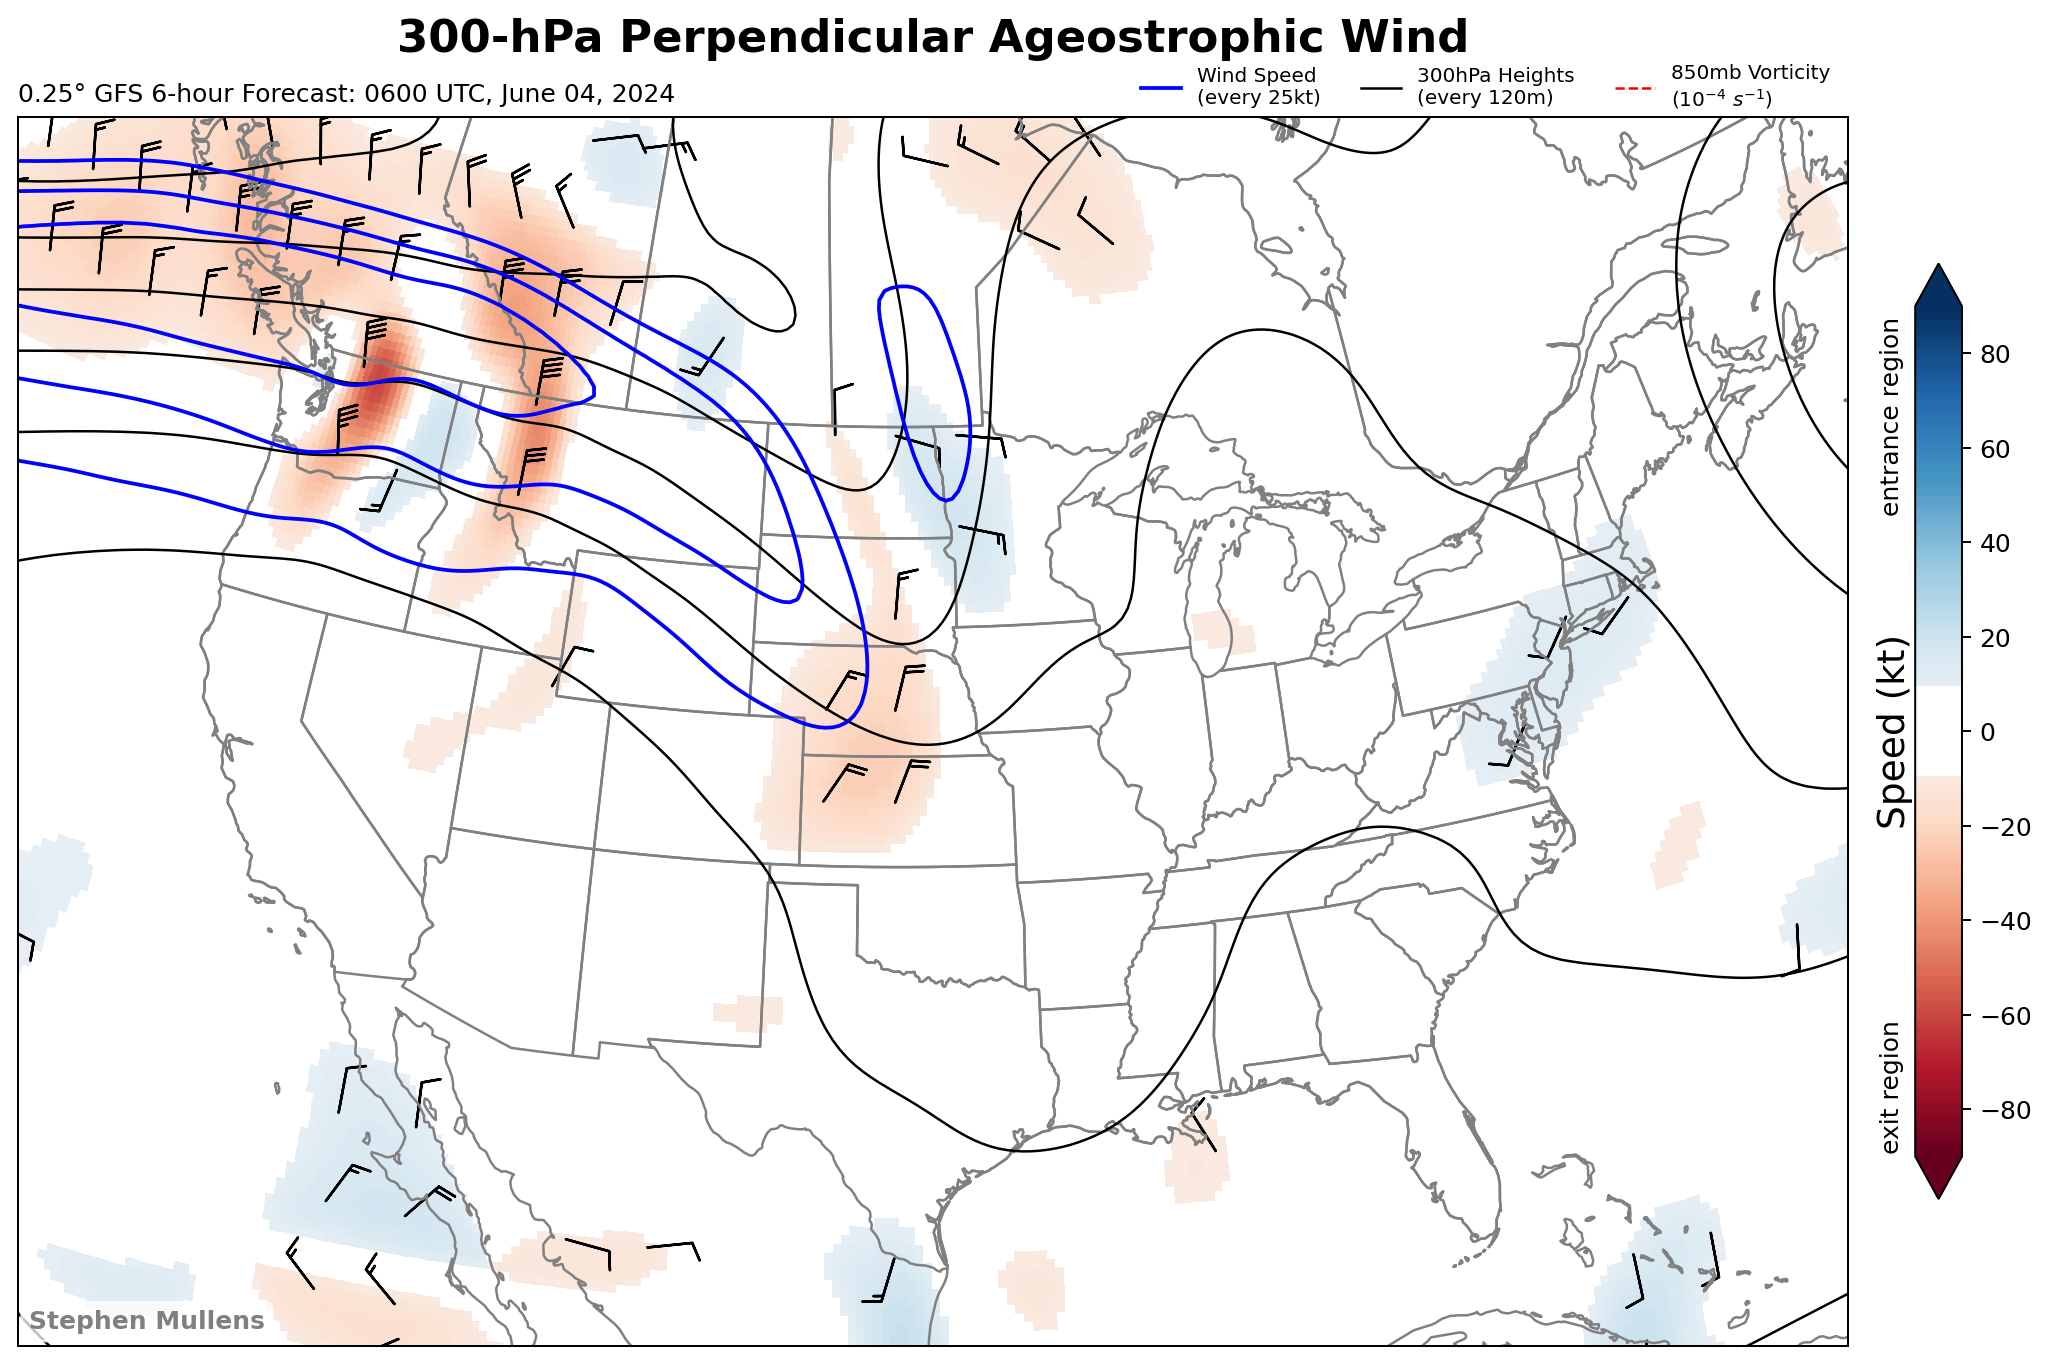 300-hPa Perpendicular Ageostrophic Wind
0.25° GFS 6-hour Forecast: 0600 UTC, June 04, 2024
Wind Speed
(every 25kt)
300hPa Heights
(every 120m)
850mb Vorticity
(10⁻⁴ s⁻¹)
entrance region
exit region
Speed (kt)
80
60
40
20
0
−20
−40
−60
−80
Stephen Mullens